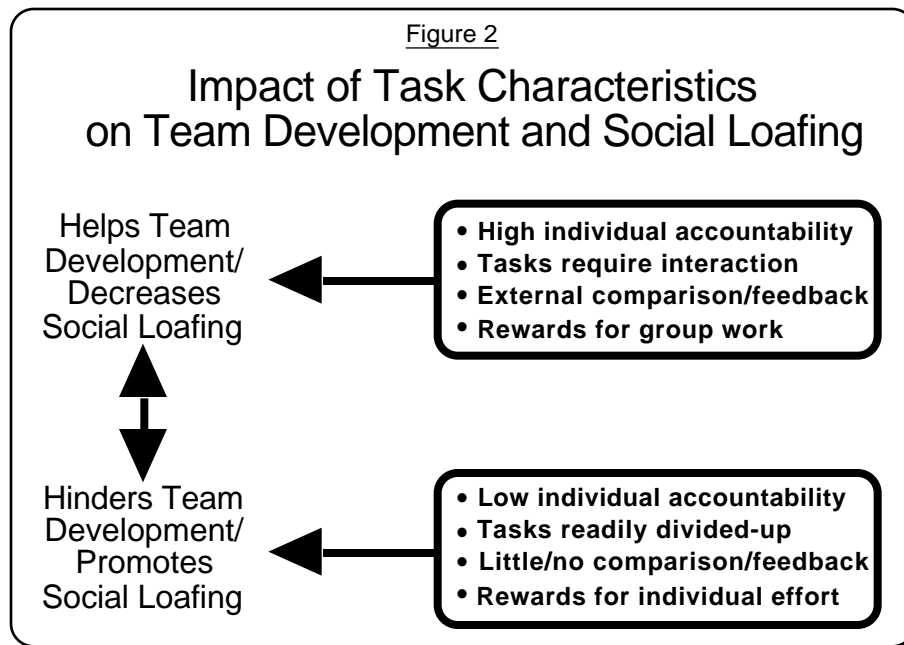 Figure 2
Impact of Task Characteristics
on Team Development and Social Loafing
Helps Team
Development/
Decreases
Social Loafing
• High individual accountability
• Tasks require interaction
• External comparison/feedback
• Rewards for group work
Hinders Team
Development/
Promotes
Social Loafing
• Low individual accountability
• Tasks readily divided-up
• Little/no comparison/feedback
• Rewards for individual effort